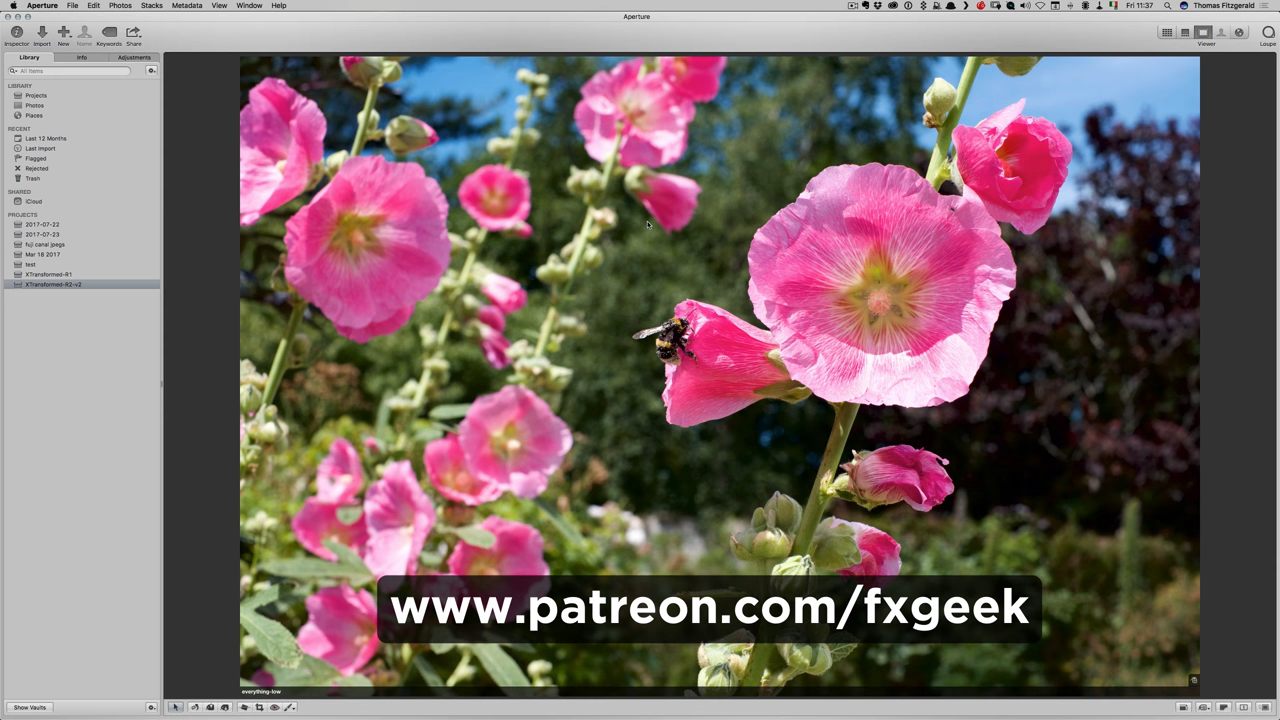 Aperture File Edit Photos Stacks Metadata View Window Help
Fri 11:37 Thomas Fitzgerald
Aperture
Inspector Import New Name Keywords Share
Viewer Loupe
Library Info Adjustments
All Items
LIBRARY
Projects
Photos
Places
RECENT
Last 12 Months
Last Import
Flagged
Rejected
Trash
SHARED
iCloud
PROJECTS
2017-07-22
2017-07-23
fuji canal jpegs
Mar 18 2017
test
XTransformed-R1
XTransformed-R2-v2
www.patreon.com/fxgeek
everything-low
Show Vaults